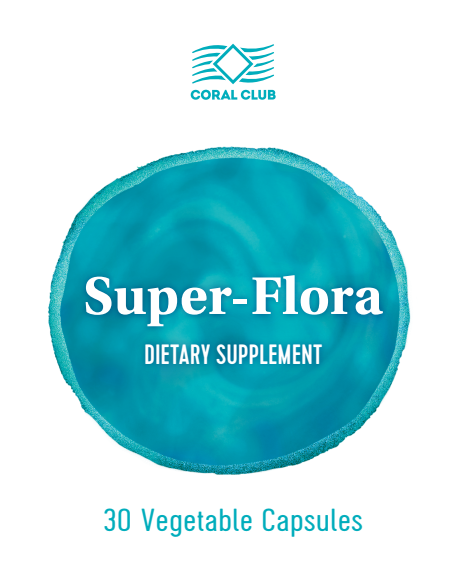 CORAL CLUB
Super-Flora
DIETARY SUPPLEMENT
30 Vegetable Capsules